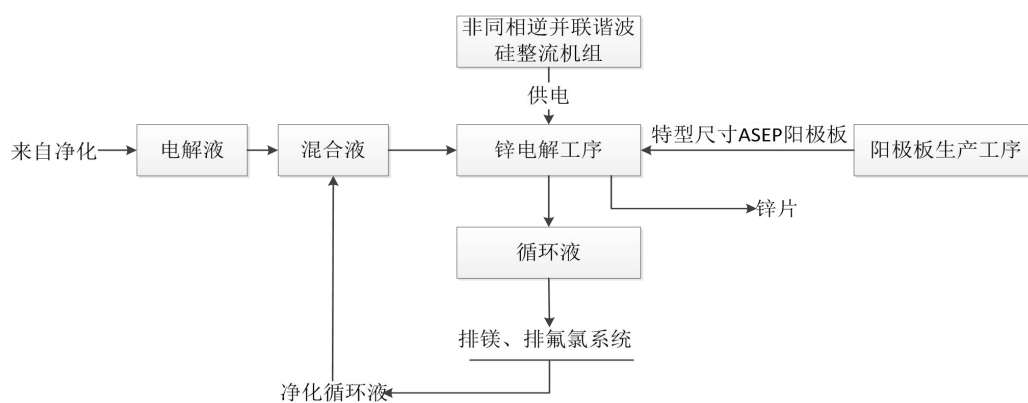 非同相逆并联谐波
硅整流机组
供电
来自净化
电解液
混合液
锌电解工序
特型尺寸ASEP阳极板
阳极板生产工序
锌片
循环液
排镁、排氟氯系统
净化循环液